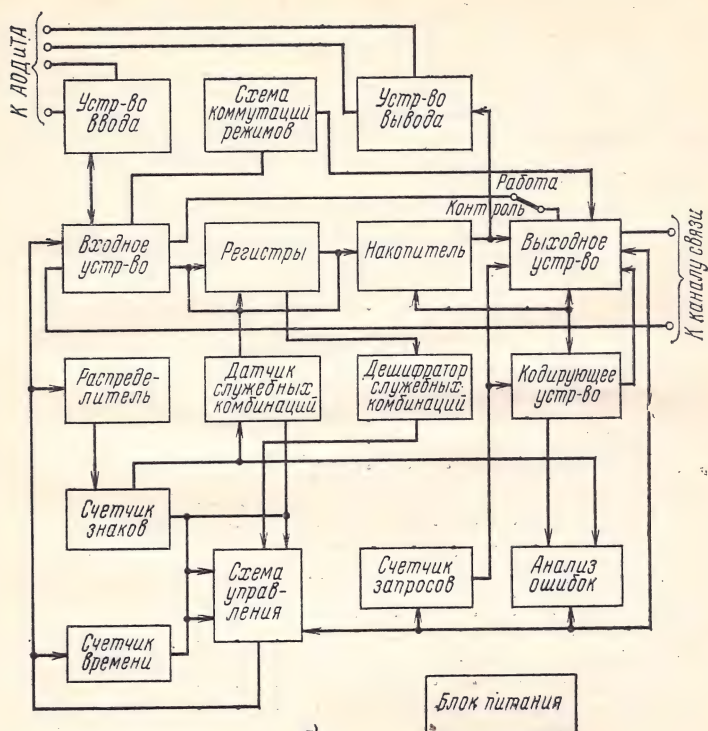 К АОДиТА
Устр-во
ввода
Схема
коммутации
режимов
Устр-во
вывода
Работа
Контроль
Входное
устр-во
Регистры
Накопитель
Выходное
устр-во
К каналу связи
Распреде-
литель
Датчик
служебных
комбинаций
Дешифратор
служебных
комбинаций
Кодирующее
устр-во
Счетчик
знаков
Схема
управ-
ления
Счетчик
запросов
Анализ
ошибок
Счетчик
времени
Блок питания